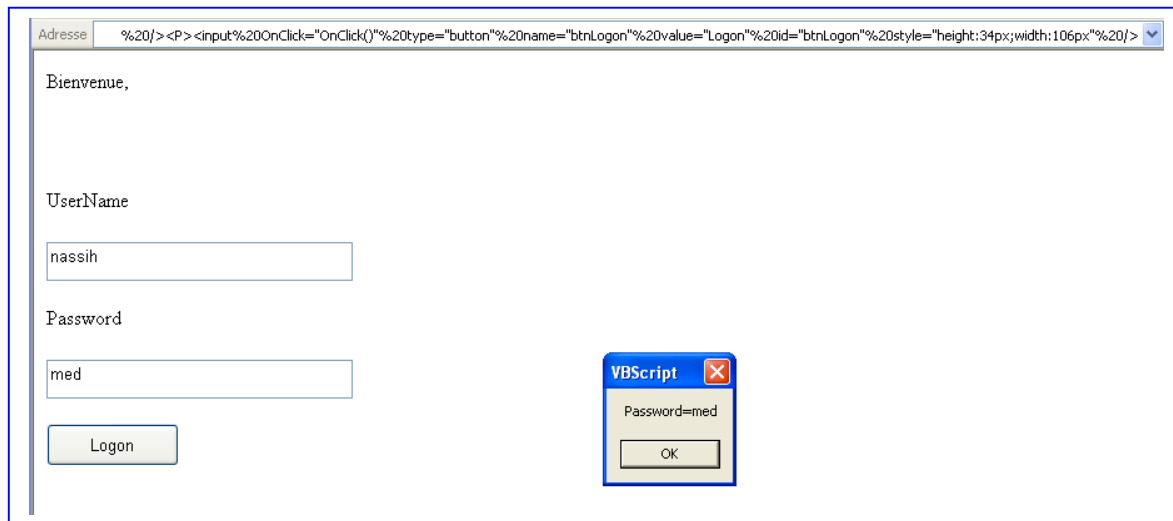 Adresse %20/><P><input%20OnClick="OnClick()"%20type="button"%20name="btnLogon"%20value="Logon"%20id="btnLogon"%20style="height:34px;width:106px"%20/>
Bienvenue,
UserName
nassih
Password
med
Logon
VBScript
Password=med
OK